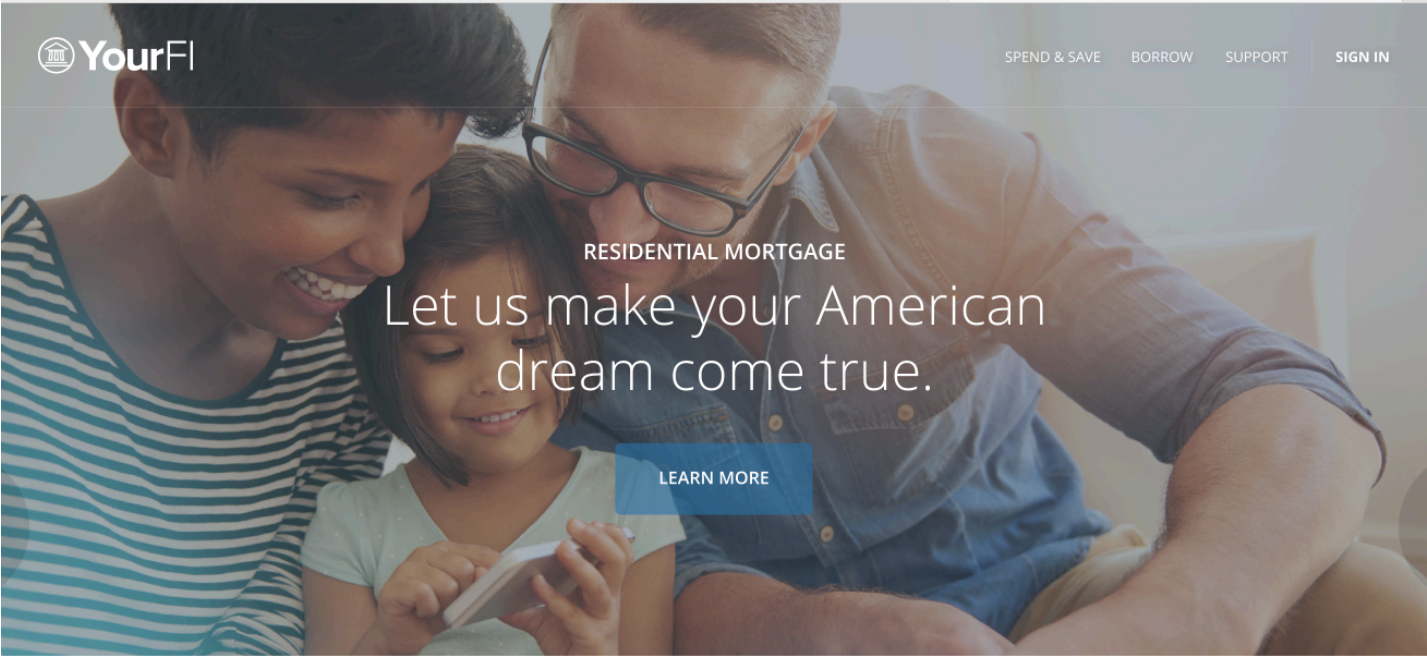 YourFI
SPEND & SAVE
BORROW
SUPPORT
SIGN IN
RESIDENTIAL MORTGAGE
Let us make your American
dream come true.
LEARN MORE